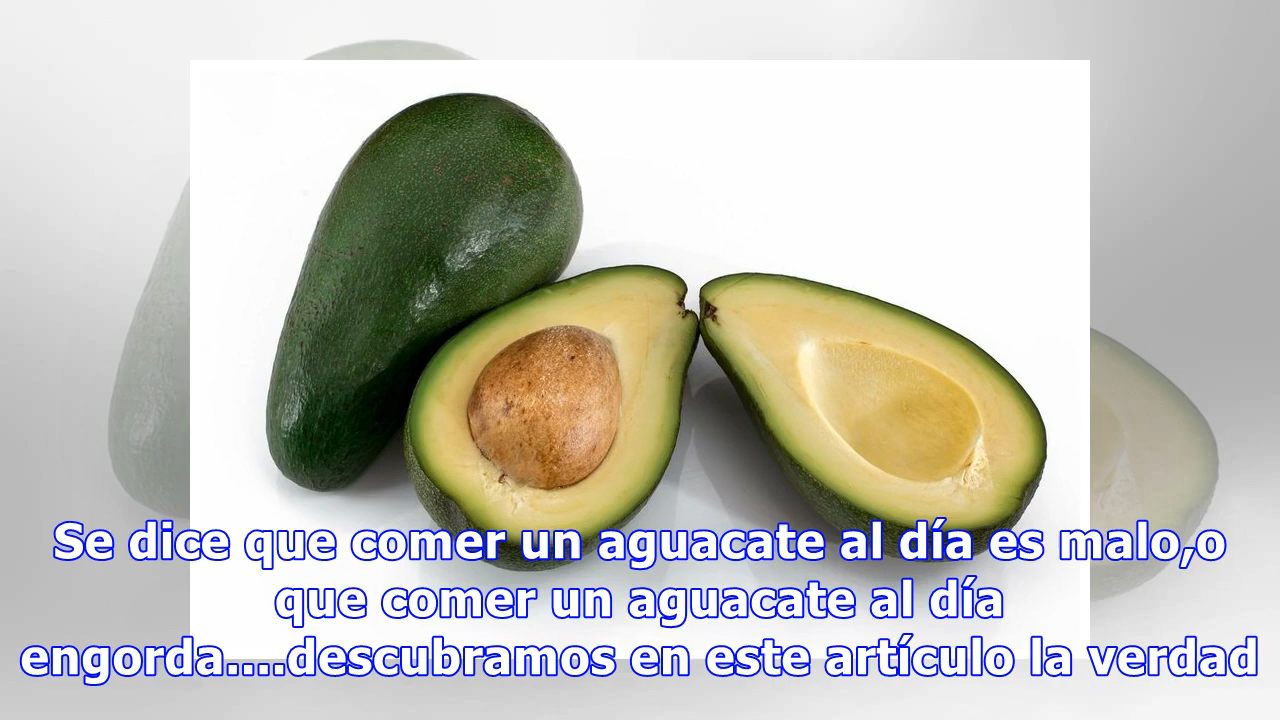 Se dice que comer un aguacate al día es malo,o
que comer un aguacate al día
engorda....descubramos en este artículo la verdad